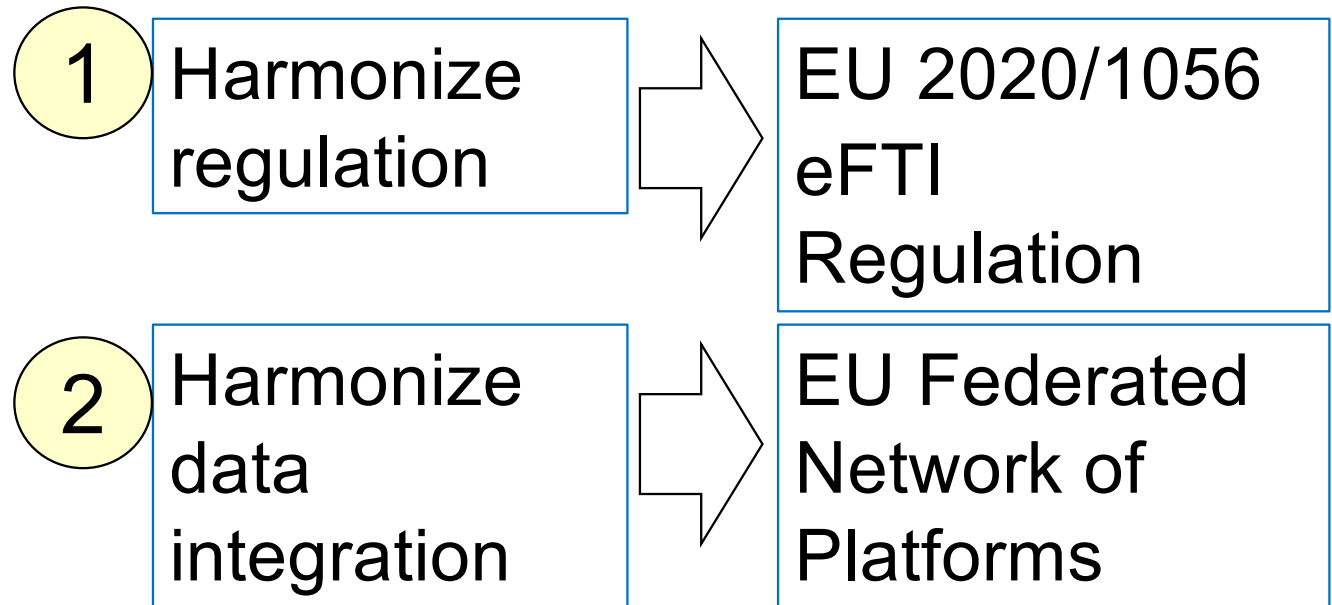 1
Harmonize
regulation
EU 2020/1056
eFTI
Regulation
2
Harmonize
data
integration
EU Federated
Network of
Platforms